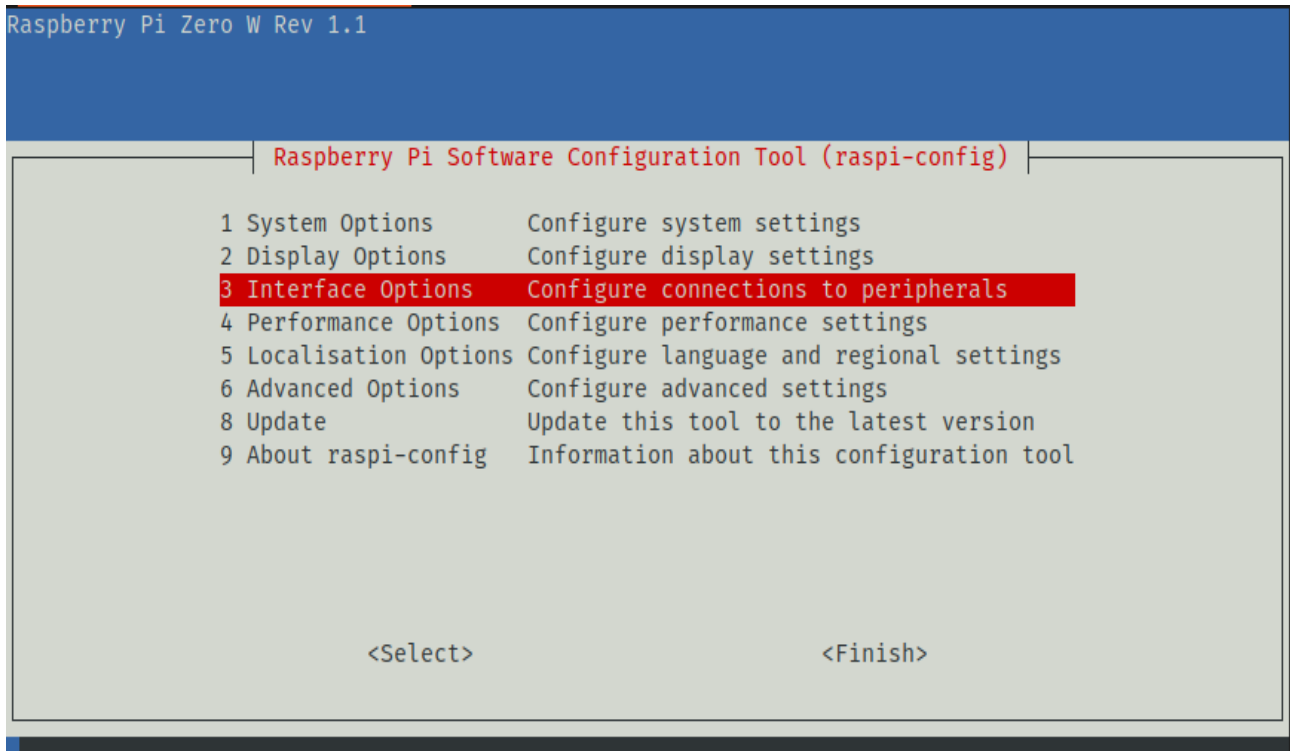 Raspberry Pi Zero W Rev 1.1
Raspberry Pi Software Configuration Tool (raspi-config)
1 System Options Configure system settings
2 Display Options Configure display settings
3 Interface Options Configure connections to peripherals
4 Performance Options Configure performance settings
5 Localisation Options Configure language and regional settings
6 Advanced Options Configure advanced settings
8 Update Update this tool to the latest version
9 About raspi-config Information about this configuration tool
<Select> <Finish>